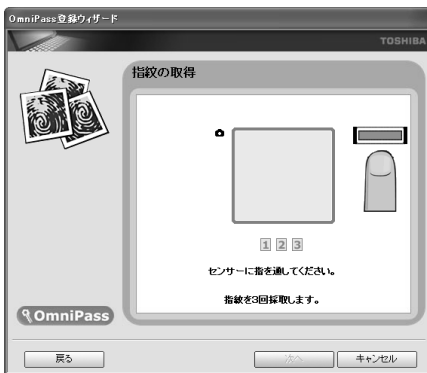 OmniPass登録ウィザード
TOSHIBA
指紋の取得
1 2 3
センサーに指を通してください。
指紋を3回採取します。
OmniPass
戻る
次へ
キャンセル